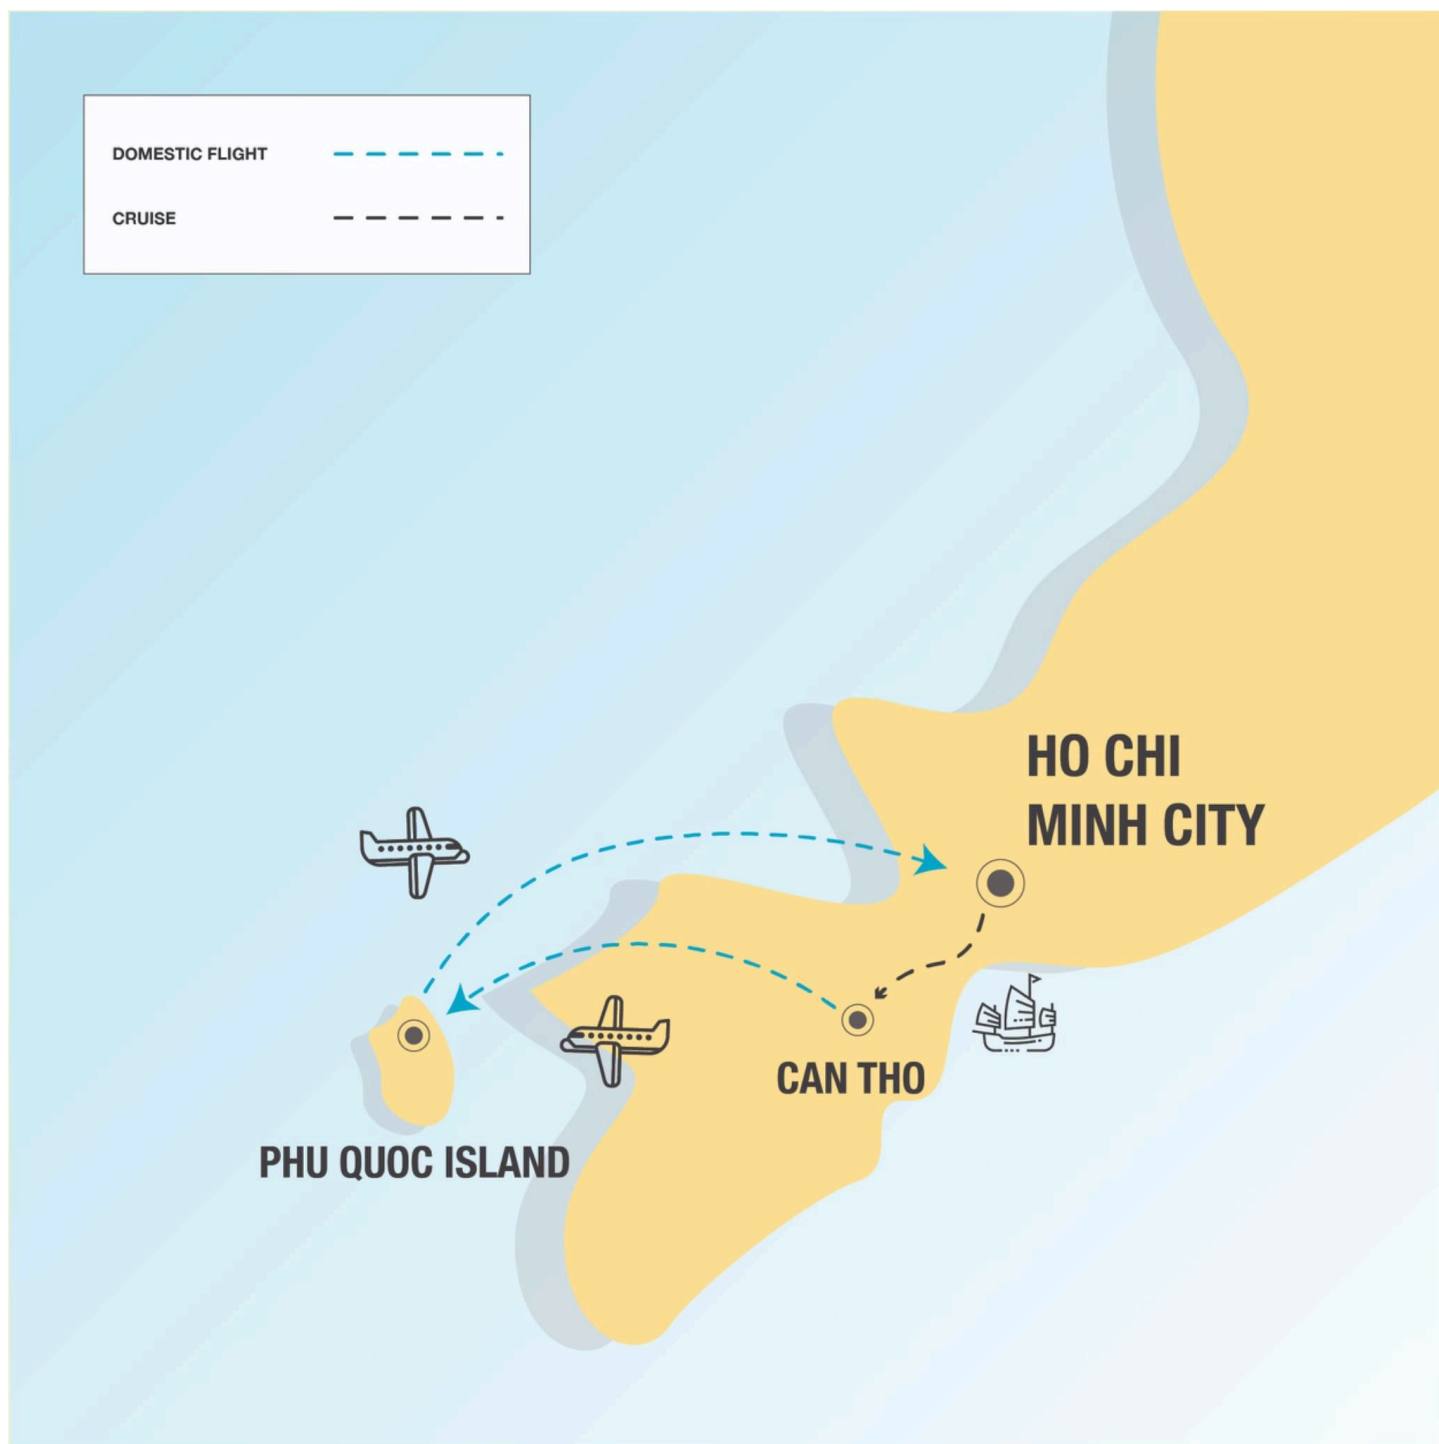 DOMESTIC FLIGHT
CRUISE
HO CHI
MINH CITY
CAN THO
PHU QUOC ISLAND